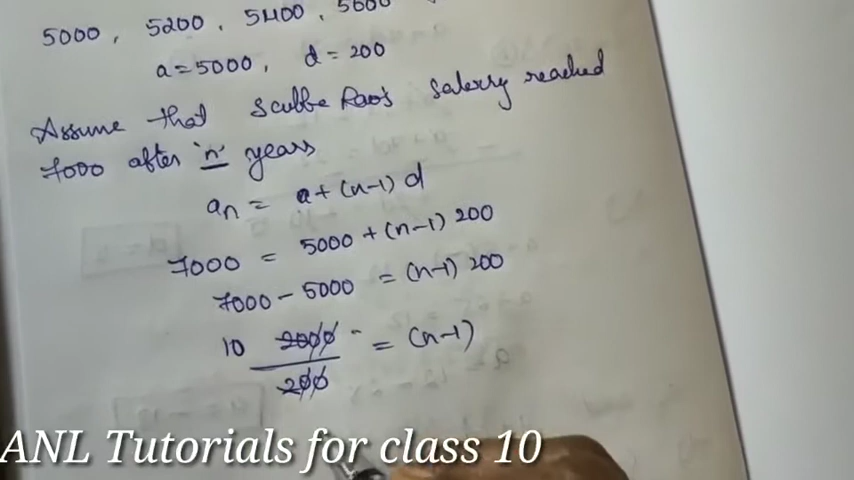 5000, 5200, 5400, 5600
a=5000, d=200
Assume that Subba Rao's salary reached
7000 after 'n' years
an = a+(n-1) d
7000 = 5000 + (n-1) 200
7000 - 5000 = (n-1) 200
10 2000/200 = (n-1)
ANL Tutorials for class 10